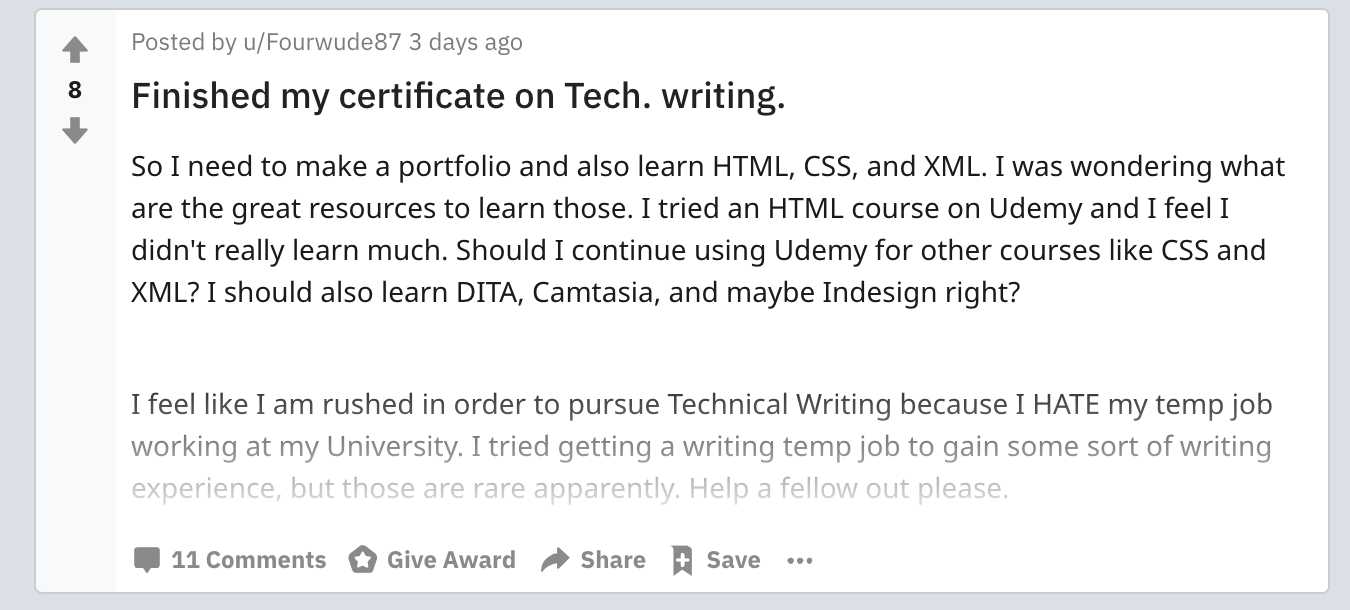 Posted by u/Fourwude87 3 days ago
8
Finished my certificate on Tech. writing.
So I need to make a portfolio and also learn HTML, CSS, and XML. I was wondering what
are the great resources to learn those. I tried an HTML course on Udemy and I feel I
didn't really learn much. Should I continue using Udemy for other courses like CSS and
XML? I should also learn DITA, Camtasia, and maybe Indesign right?
I feel like I am rushed in order to pursue Technical Writing because I HATE my temp job
working at my University. I tried getting a writing temp job to gain some sort of writing
experience, but those are rare apparently. Help a fellow out please.
11 Comments Give Award Share Save